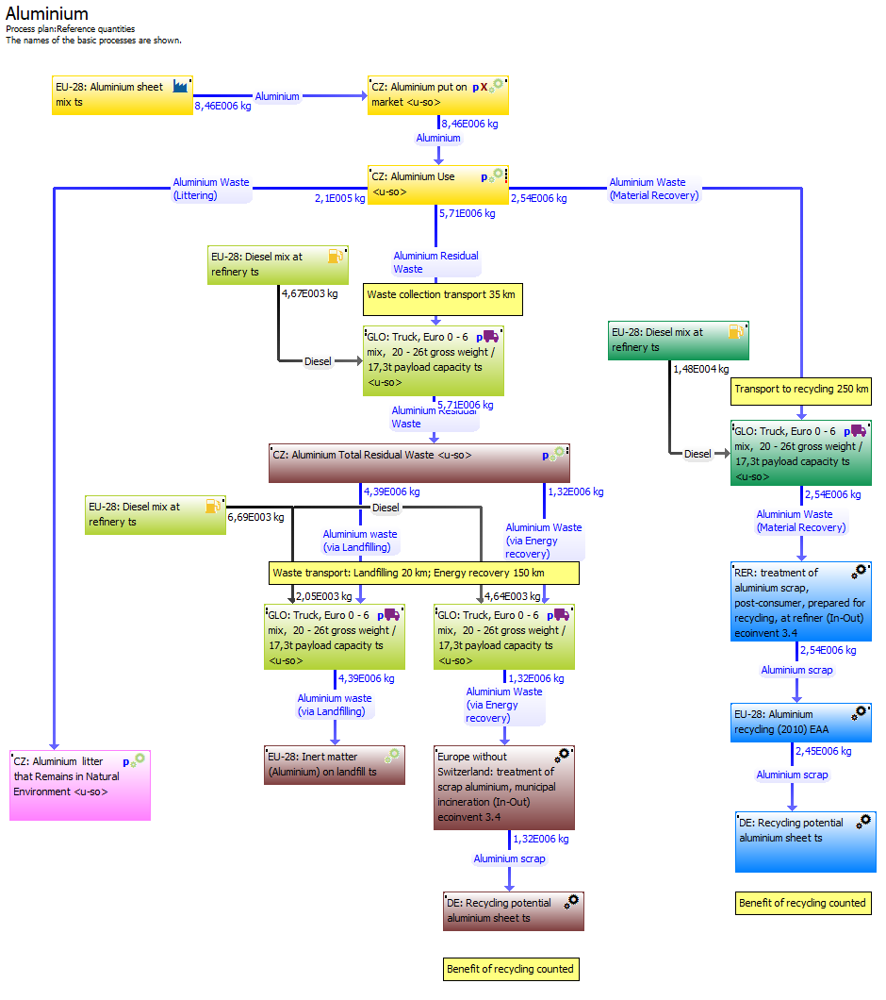 Aluminium
Process plan:Reference quantities
The names of the basic processes are shown.
EU-28: Aluminium sheet
mix ts
Aluminium
8,46E006 kg
CZ: Aluminium put on
market <u-so>
pX
8,46E006 kg
Aluminium
CZ: Aluminium Use
<u-so>
p
Aluminium Waste
(Littering)
2,1E005 kg
2,54E006 kg
Aluminium Waste
(Material Recovery)
5,71E006 kg
Aluminium Residual
Waste
EU-28: Diesel mix at
refinery ts
4,67E003 kg
Diesel
Waste collection transport 35 km
GLO: Truck, Euro 0 - 6
mix, 20 - 26t gross weight /
17,3t payload capacity ts
<u-so>
p
EU-28: Diesel mix at
refinery ts
1,48E004 kg
Diesel
Transport to recycling 250 km
5,71E006 kg
Aluminium Residual
Waste
GLO: Truck, Euro 0 - 6
mix, 20 - 26t gross weight /
17,3t payload capacity ts
<u-so>
p
CZ: Aluminium Total Residual Waste <u-so>
p
4,39E006 kg
1,32E006 kg
2,54E006 kg
Aluminium Waste
(Material Recovery)
EU-28: Diesel mix at
refinery ts
6,69E003 kg
Diesel
Aluminium waste
(via Landfilling)
Aluminium Waste
(via Energy
recovery)
Waste transport: Landfilling 20 km; Energy recovery 150 km
2,05E003 kg
4,64E003 kg
RER: treatment of
aluminium scrap,
post-consumer, prepared for
recycling, at refiner (In-Out)
ecoinvent 3.4
GLO: Truck, Euro 0 - 6
mix, 20 - 26t gross weight /
17,3t payload capacity ts
<u-so>
p
GLO: Truck, Euro 0 - 6
mix, 20 - 26t gross weight /
17,3t payload capacity ts
<u-so>
p
2,54E006 kg
Aluminium scrap
4,39E006 kg
Aluminium waste
(via Landfilling)
1,32E006 kg
Aluminium Waste
(via Energy
recovery)
EU-28: Aluminium
recycling (2010) EAA
2,45E006 kg
Aluminium scrap
CZ: Aluminium litter
that Remains in Natural
Environment <u-so>
p
EU-28: Inert matter
(Aluminium) on landfill ts
Europe without
Switzerland: treatment of
scrap aluminium, municipal
incineration (In-Out)
ecoinvent 3.4
DE: Recycling potential
aluminium sheet ts
1,32E006 kg
Aluminium scrap
DE: Recycling potential
aluminium sheet ts
Benefit of recycling counted
Benefit of recycling counted